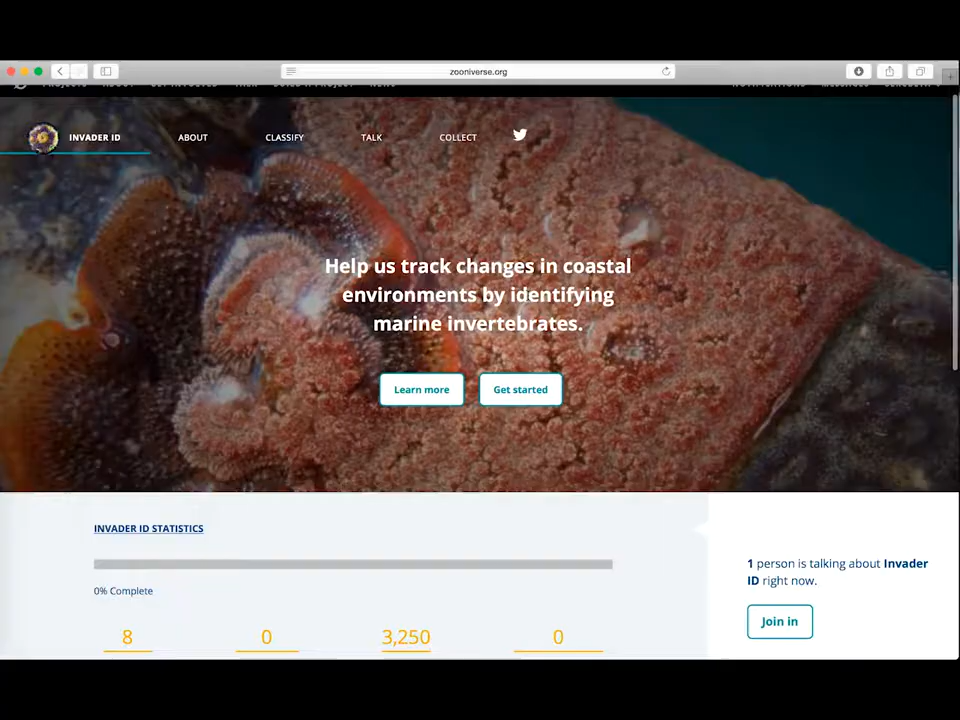 zooniverse.org
INVADER ID
ABOUT
CLASSIFY
TALK
COLLECT
Help us track changes in coastal
environments by identifying
marine invertebrates.
Learn more
Get started
INVADER ID STATISTICS
0% Complete
8
0
3,250
0
1 person is talking about Invader
ID right now.
Join in